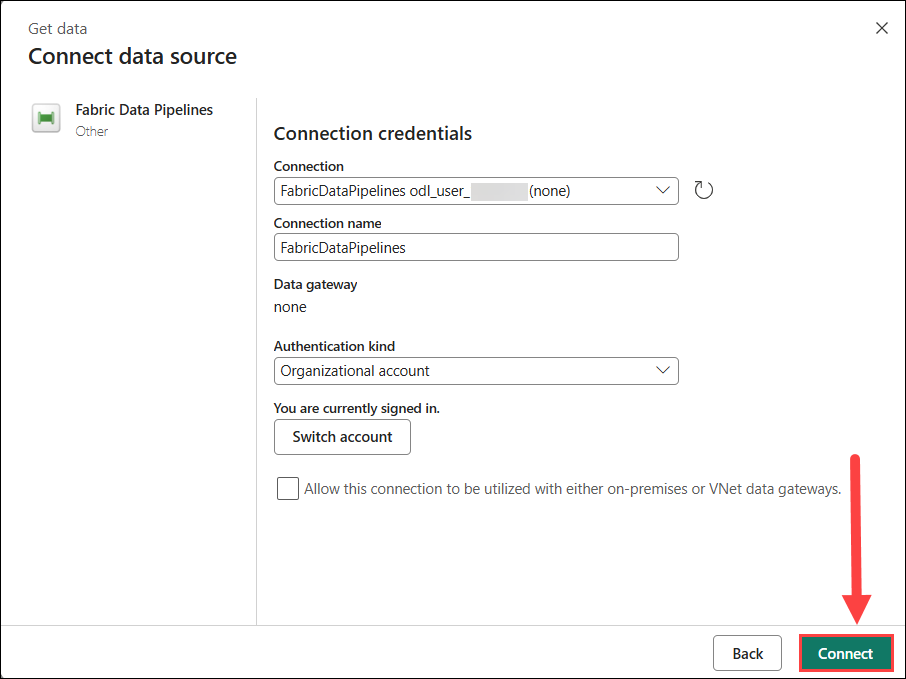 Get data
Connect data source
Fabric Data Pipelines
Other
Connection credentials
Connection
FabricDataPipelines odl_user_ (none)
Connection name
FabricDataPipelines
Data gateway
none
Authentication kind
Organizational account
You are currently signed in.
Switch account
Allow this connection to be utilized with either on-premises or VNet data gateways.
Back
Connect